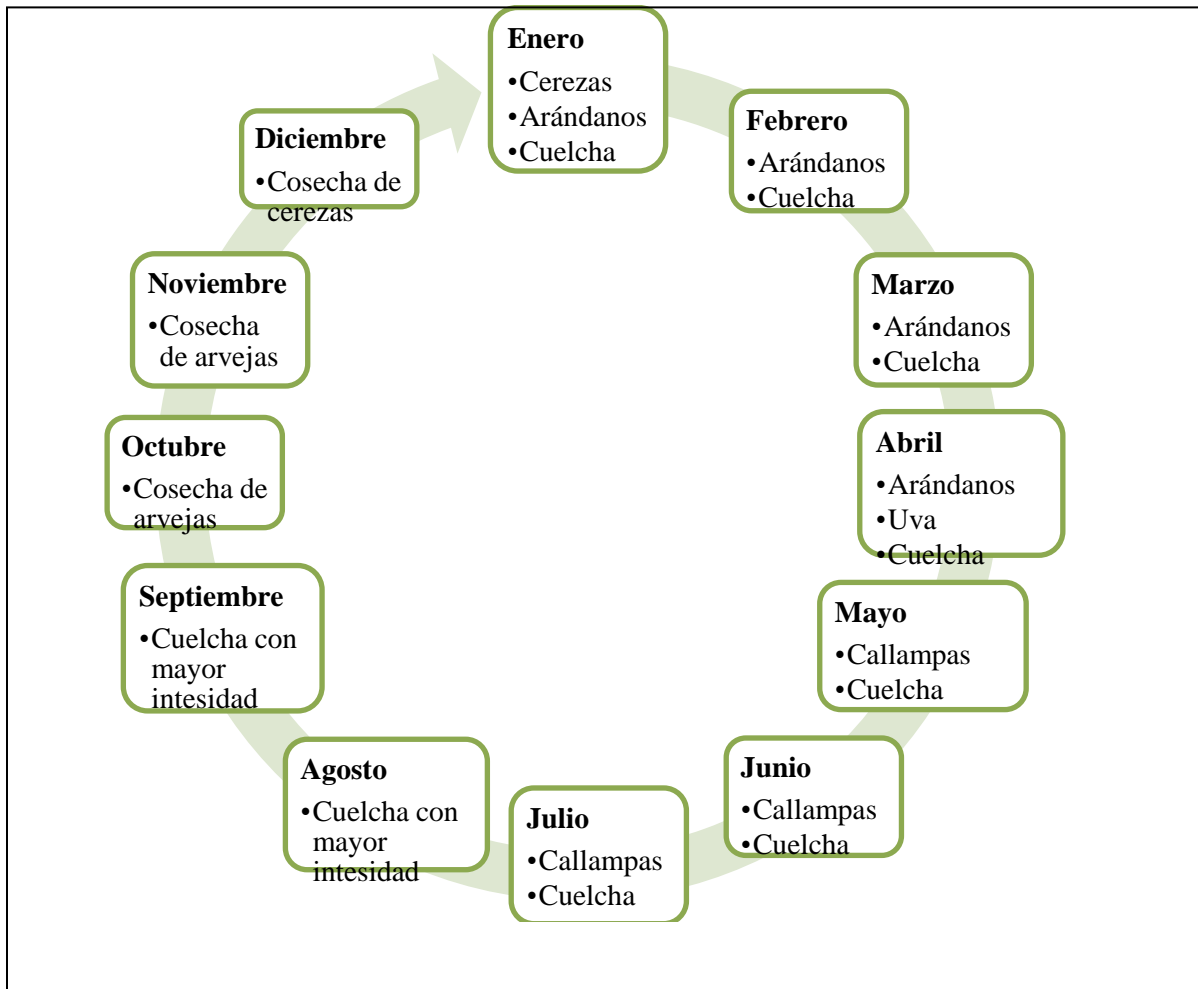 Enero
•Cerezas
•Arándanos
•Cuelcha
Febrero
•Arándanos
•Cuelcha
Marzo
•Arándanos
•Cuelcha
Abril
•Arándanos
•Uva
•Cuelcha
Mayo
•Callampas
•Cuelcha
Junio
•Callampas
•Cuelcha
Julio
•Callampas
•Cuelcha
Agosto
•Cuelcha con
mayor
intesidad
Septiembre
•Cuelcha con
mayor
intesidad
Octubre
•Cosecha de
arvejas
Noviembre
•Cosecha
de arvejas
Diciembre
•Cosecha de
cerezas